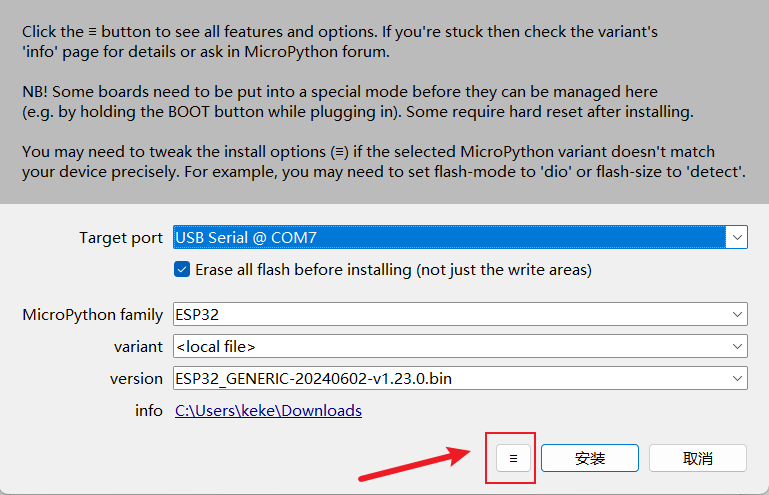 Click the ≡ button to see all features and options. If you're stuck then check the variant's
'info' page for details or ask in MicroPython forum.
NB! Some boards need to be put into a special mode before they can be managed here
(e.g. by holding the BOOT button while plugging in). Some require hard reset after installing.
You may need to tweak the install options (≡) if the selected MicroPython variant doesn't match
your device precisely. For example, you may need to set flash-mode to 'dio' or flash-size to 'detect'.
Target port USB Serial @ COM7
Erase all flash before installing (not just the write areas)
MicroPython family ESP32
variant <local file>
version ESP32_GENERIC-20240602-v1.23.0.bin
info C:\Users\keke\Downloads
≡ 安装 取消